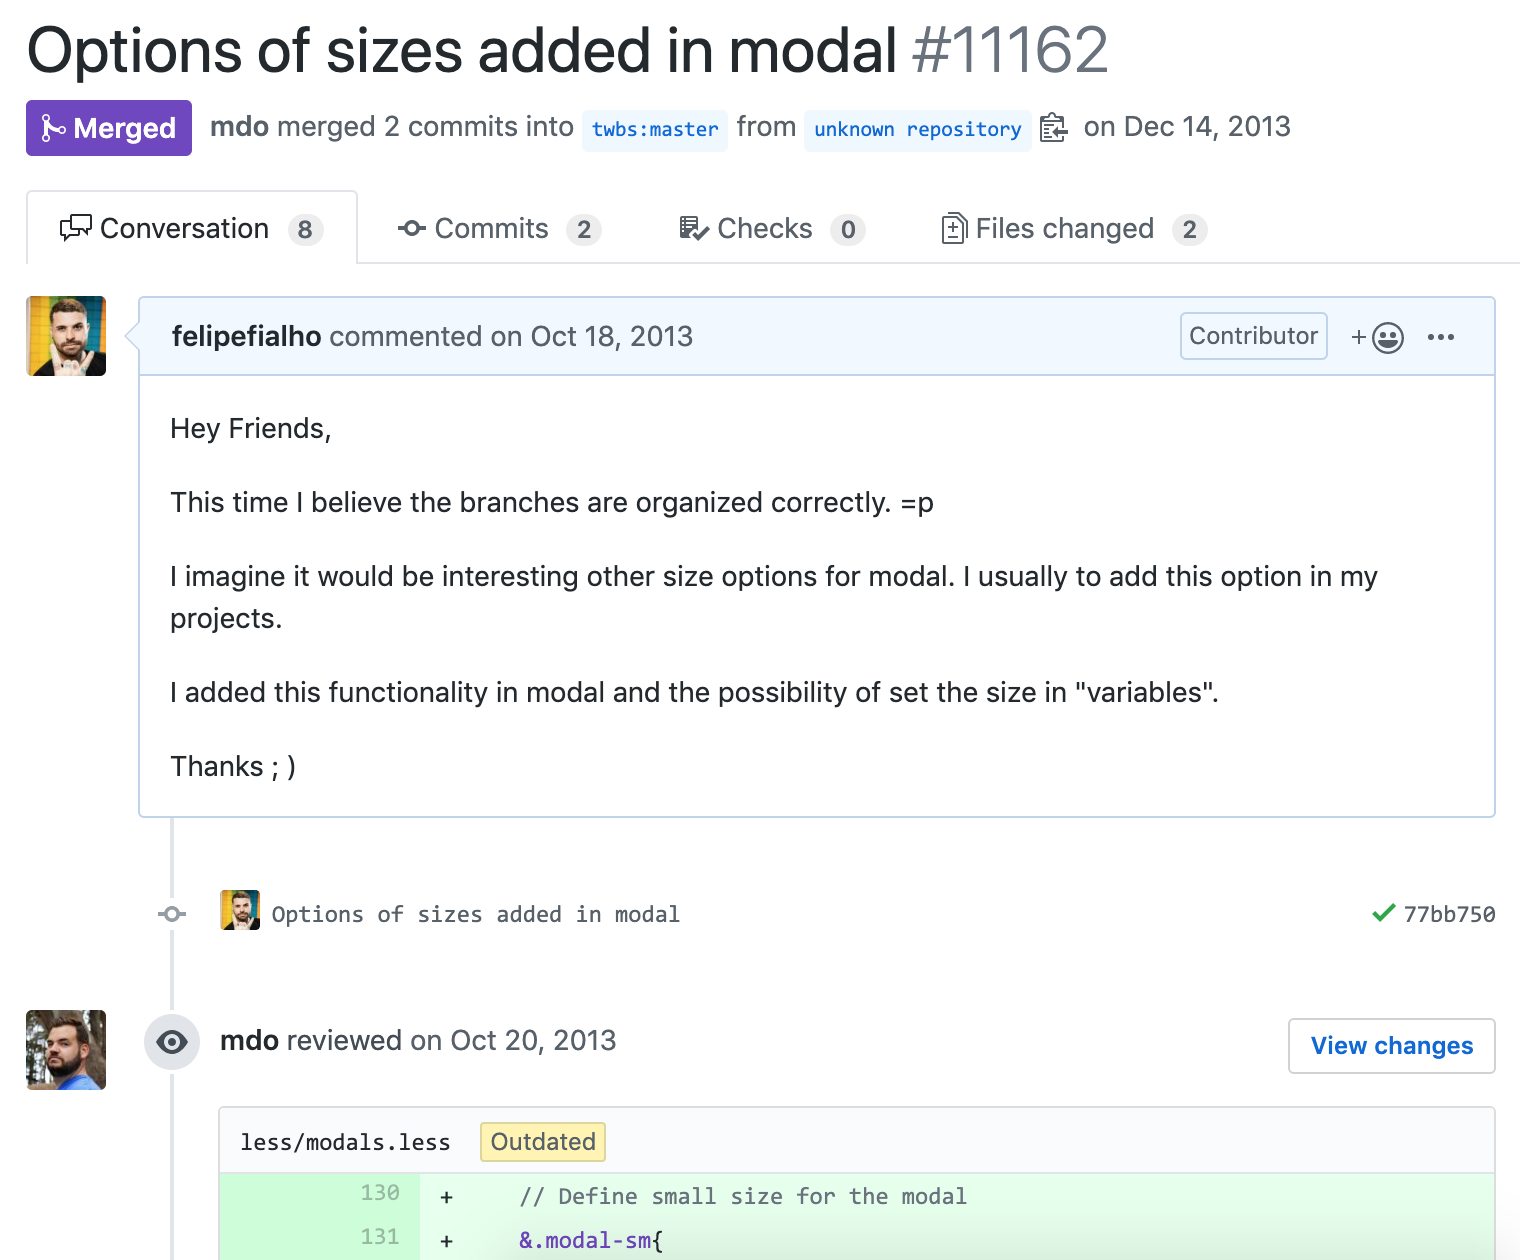 Options of sizes added in modal #11162
Merged mdo merged 2 commits into twbs:master from unknown repository on Dec 14, 2013
Conversation 8 Commits 2 Checks 0 Files changed 2
felipefialho commented on Oct 18, 2013 Contributor + ...
Hey Friends,
This time I believe the branches are organized correctly. =p
I imagine it would be interesting other size options for modal. I usually to add this option in my
projects.
I added this functionality in modal and the possibility of set the size in "variables".
Thanks ; )
Options of sizes added in modal 77bb750
mdo reviewed on Oct 20, 2013 View changes
less/modals.less Outdated
130 + // Define small size for the modal
131 + &.modal-sm{